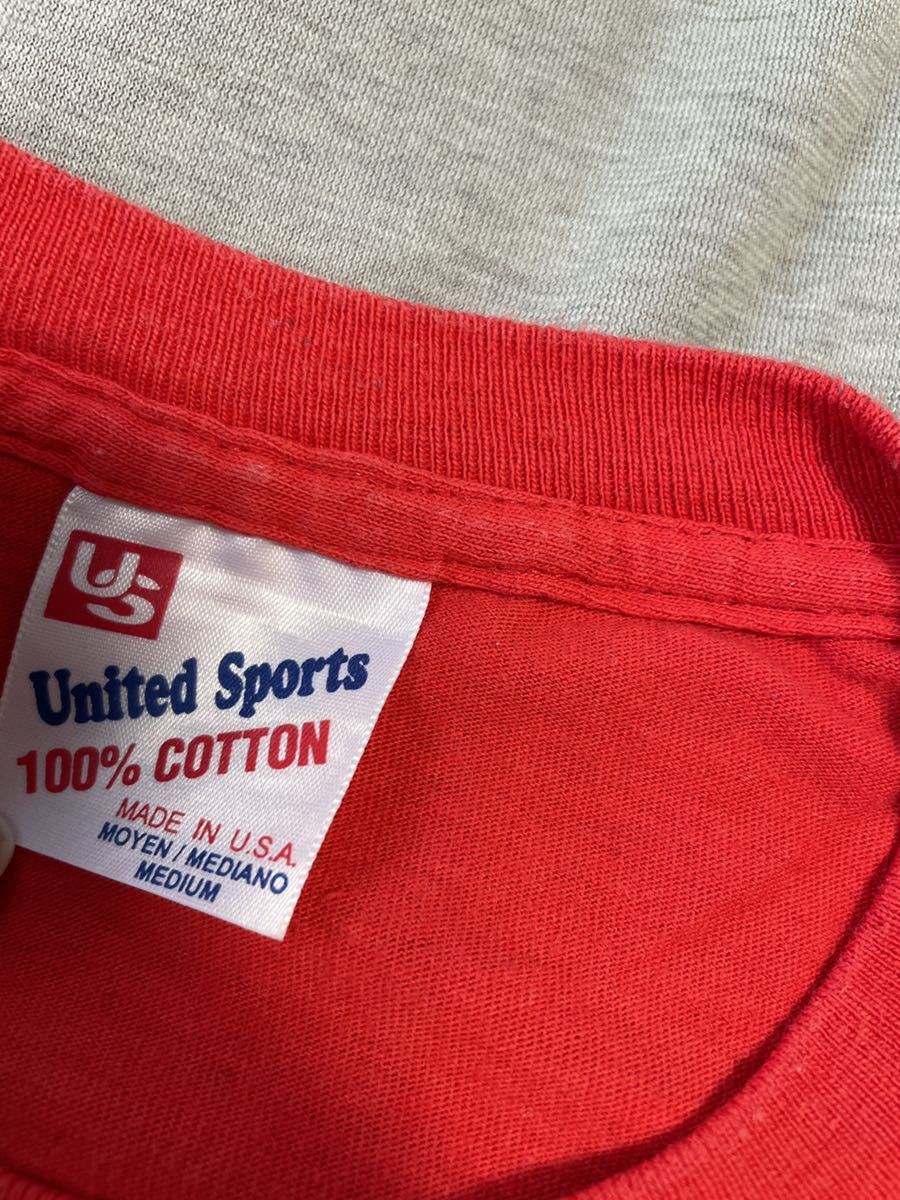 US
United Sports
100% COTTON
MADE IN U.S.A.
MOYEN / MEDIANO
MEDIUM